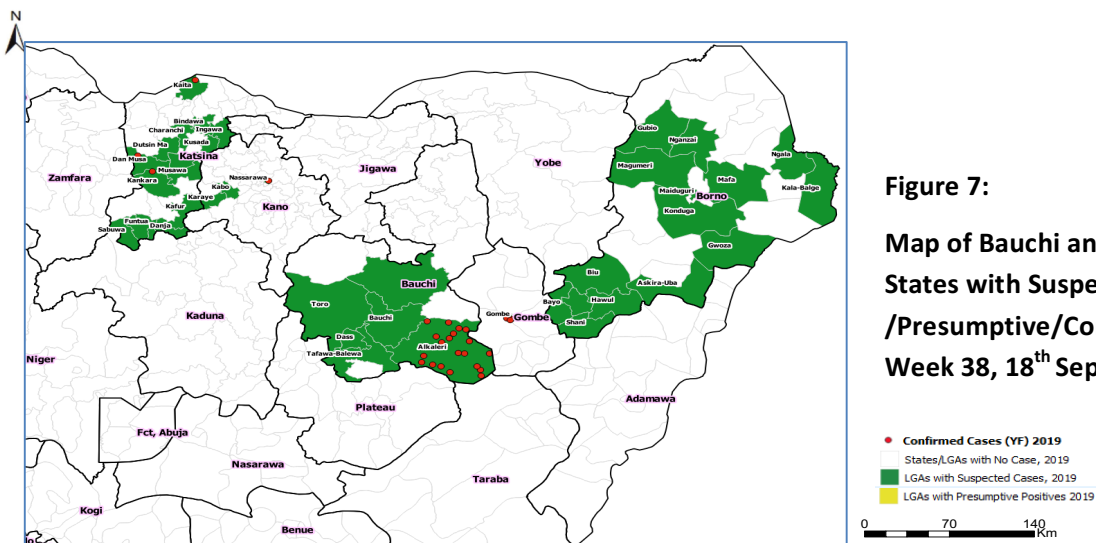 N
Kaita
Bindawa
Charanchi
Ingawa
Dutsin Ma
Kusada
Dan Musa
Katsina
Musawa
Kankara
Zamfara
Nassarawa
Kabo
Karaye
Kano
Kafur
Funtua
Danja
Sabuwa
Jigawa
Yobe
Gubio
Nganzai
Ngala
Magumeri
Mafa
Kala-Balge
Maiduguri
Borno
Konduga
Gwoza
Biu
Askira-Uba
Bayo
Hawul
Shani
Bauchi
Toro
Bauchi
Gombe
Gombe
Dass
Alkaleri
Tafawa-Balewa
Kaduna
Niger
Plateau
Adamawa
Fct, Abuja
Nasarawa
Taraba
Kogi
Benue
Figure 7:
Map of Bauchi an
States with Suspe
/Presumptive/Co
Week 38, 18th Sep
Confirmed Cases (YF) 2019
States/LGAs with No Case, 2019
LGAs with Suspected Cases, 2019
LGAs with Presumptive Positives 2019
0 70 140
Km